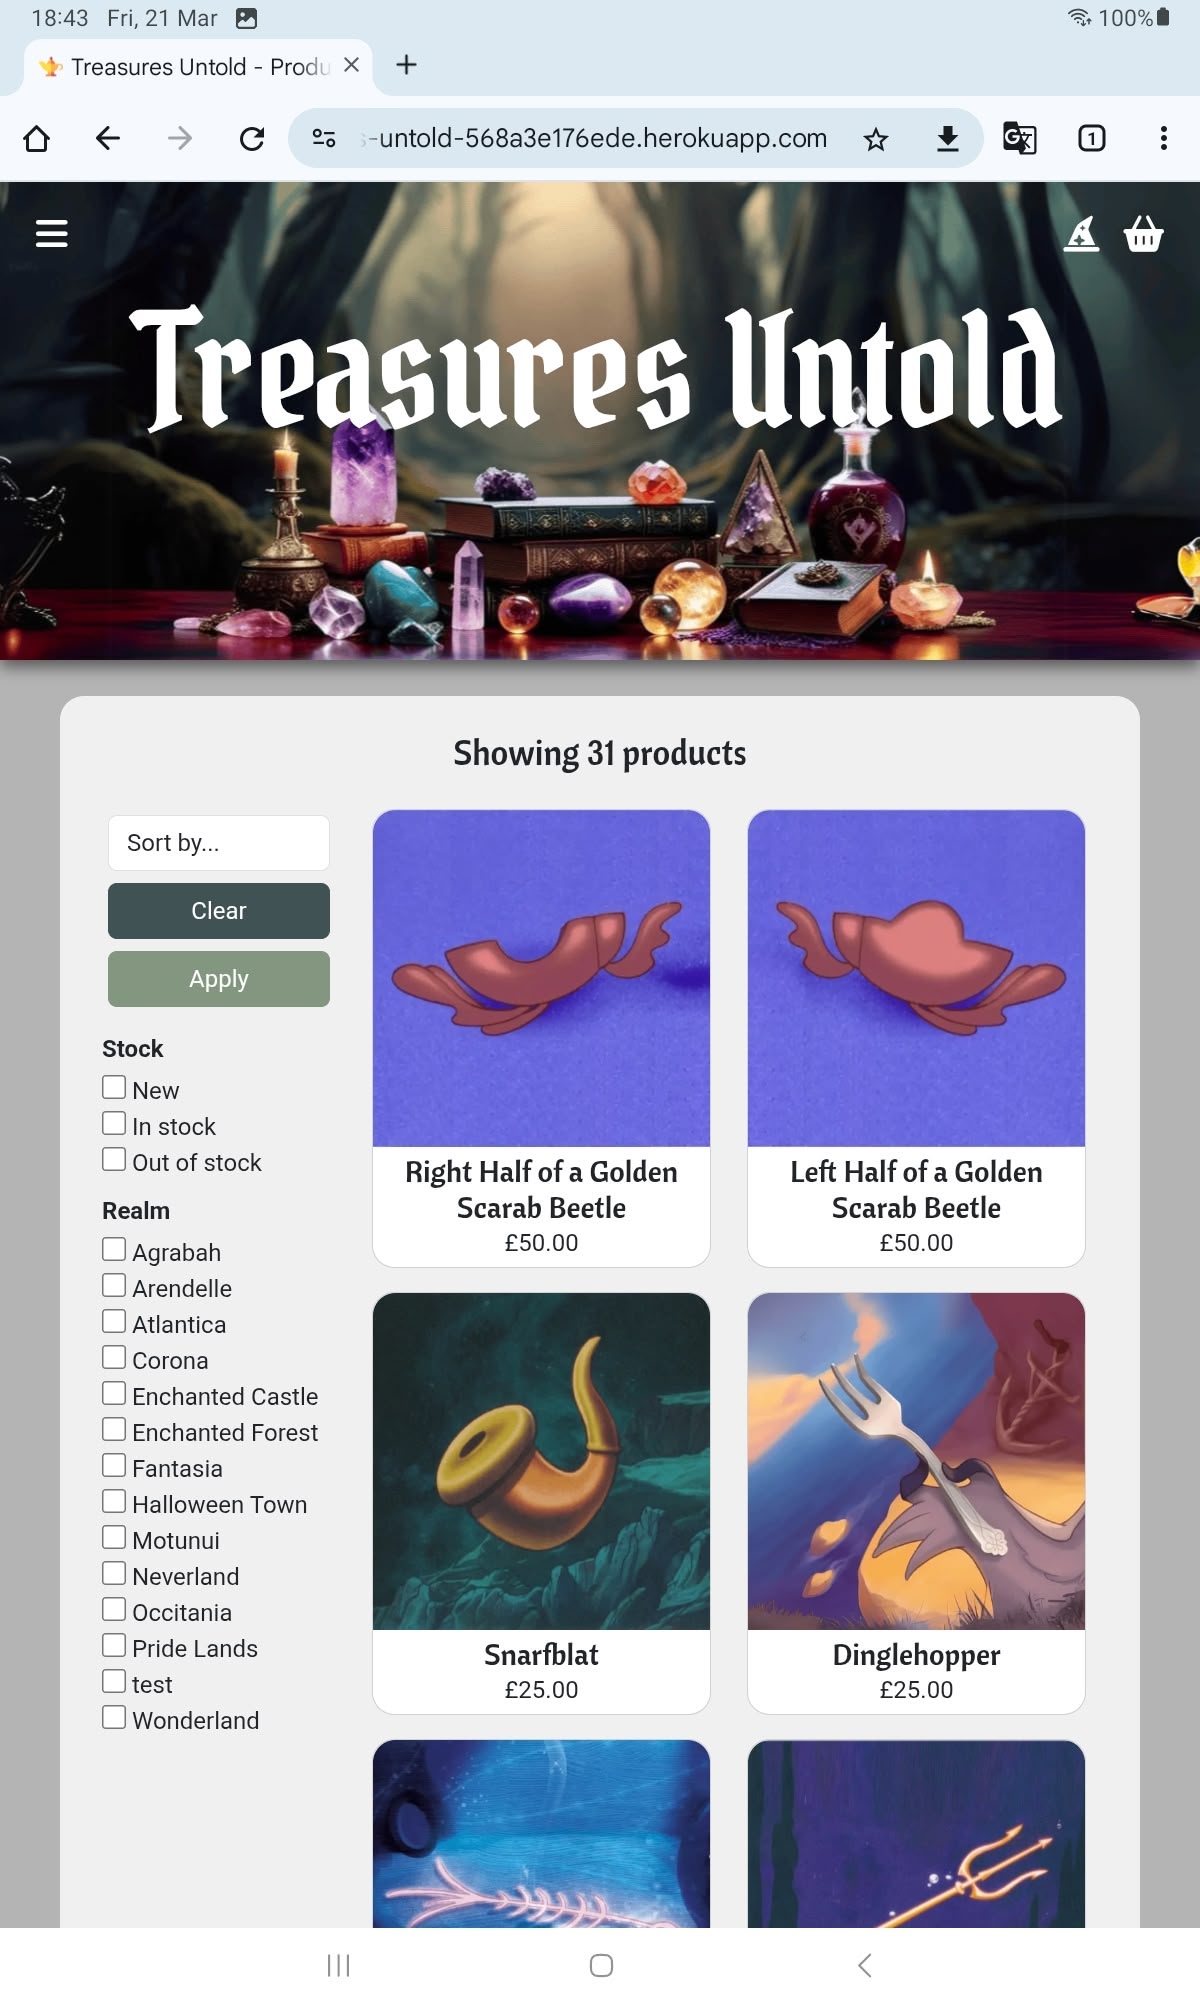 18:43 Fri, 21 Mar 100%
Treasures Untold - Produ
-untold-568a3e176ede.herokuapp.com 1
Treasures Untold
Showing 31 products
Sort by...
Clear
Apply
Stock
New
In stock
Out of stock
Realm
Agrabah
Arendelle
Atlantica
Corona
Enchanted Castle
Enchanted Forest
Fantasia
Halloween Town
Motunui
Neverland
Occitania
Pride Lands
test
Wonderland
Right Half of a Golden
Scarab Beetle
£50.00
Left Half of a Golden
Scarab Beetle
£50.00
Snarfblat
£25.00
Dinglehopper
£25.00